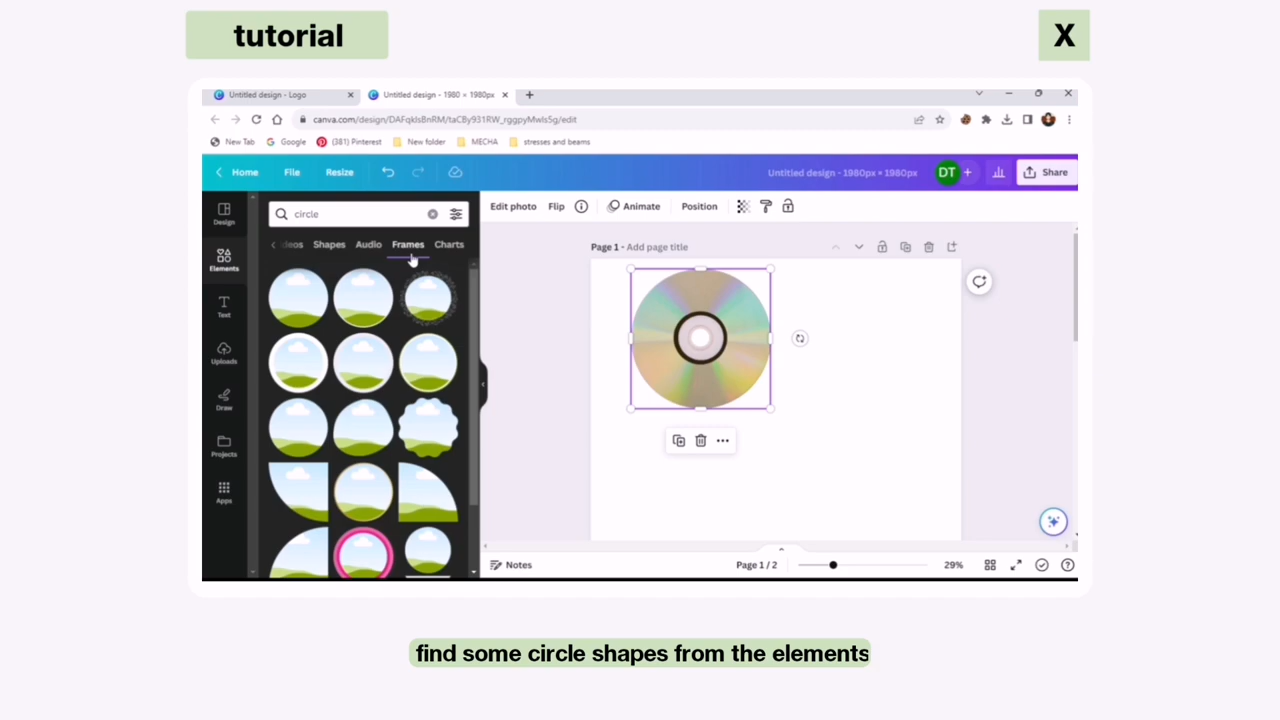 tutorial
X
Untitled design - Logo
Untitled design - 1980 × 1980px
canva.com/design/DAFqklsBnRM/taCBy931RW_rggpyMwls5g/edit
New Tab
Google
(381) Pinterest
New folder
MECHA
stresses and beams
Home
File
Resize
Untitled design - 1980px × 1980px
DT
Share
Design
Elements
Text
Uploads
Draw
Projects
Apps
circle
deos
Shapes
Audio
Frames
Charts
Edit photo
Flip
Animate
Position
Page 1 - Add page title
Notes
Page 1 / 2
29%
find some circle shapes from the elements